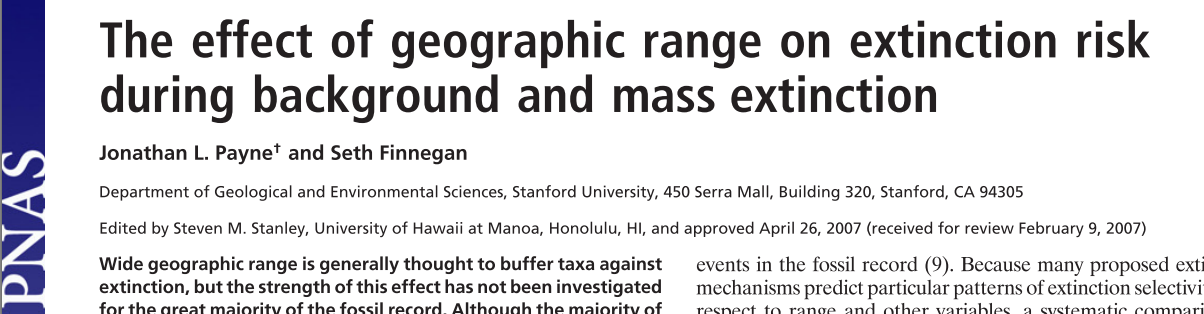 The effect of geographic range on extinction risk
during background and mass extinction
Jonathan L. Payne† and Seth Finnegan
Department of Geological and Environmental Sciences, Stanford University, 450 Serra Mall, Building 320, Stanford, CA 94305
Edited by Steven M. Stanley, University of Hawaii at Manoa, Honolulu, HI, and approved April 26, 2007 (received for review February 9, 2007)
Wide geographic range is generally thought to buffer taxa against
extinction, but the strength of this effect has not been investigated
for the great majority of the fossil record. Although the majority of
events in the fossil record (9). Because many proposed exti
mechanisms predict particular patterns of extinction selectivi
respect to range and other variables, a systematic compari
PNAS